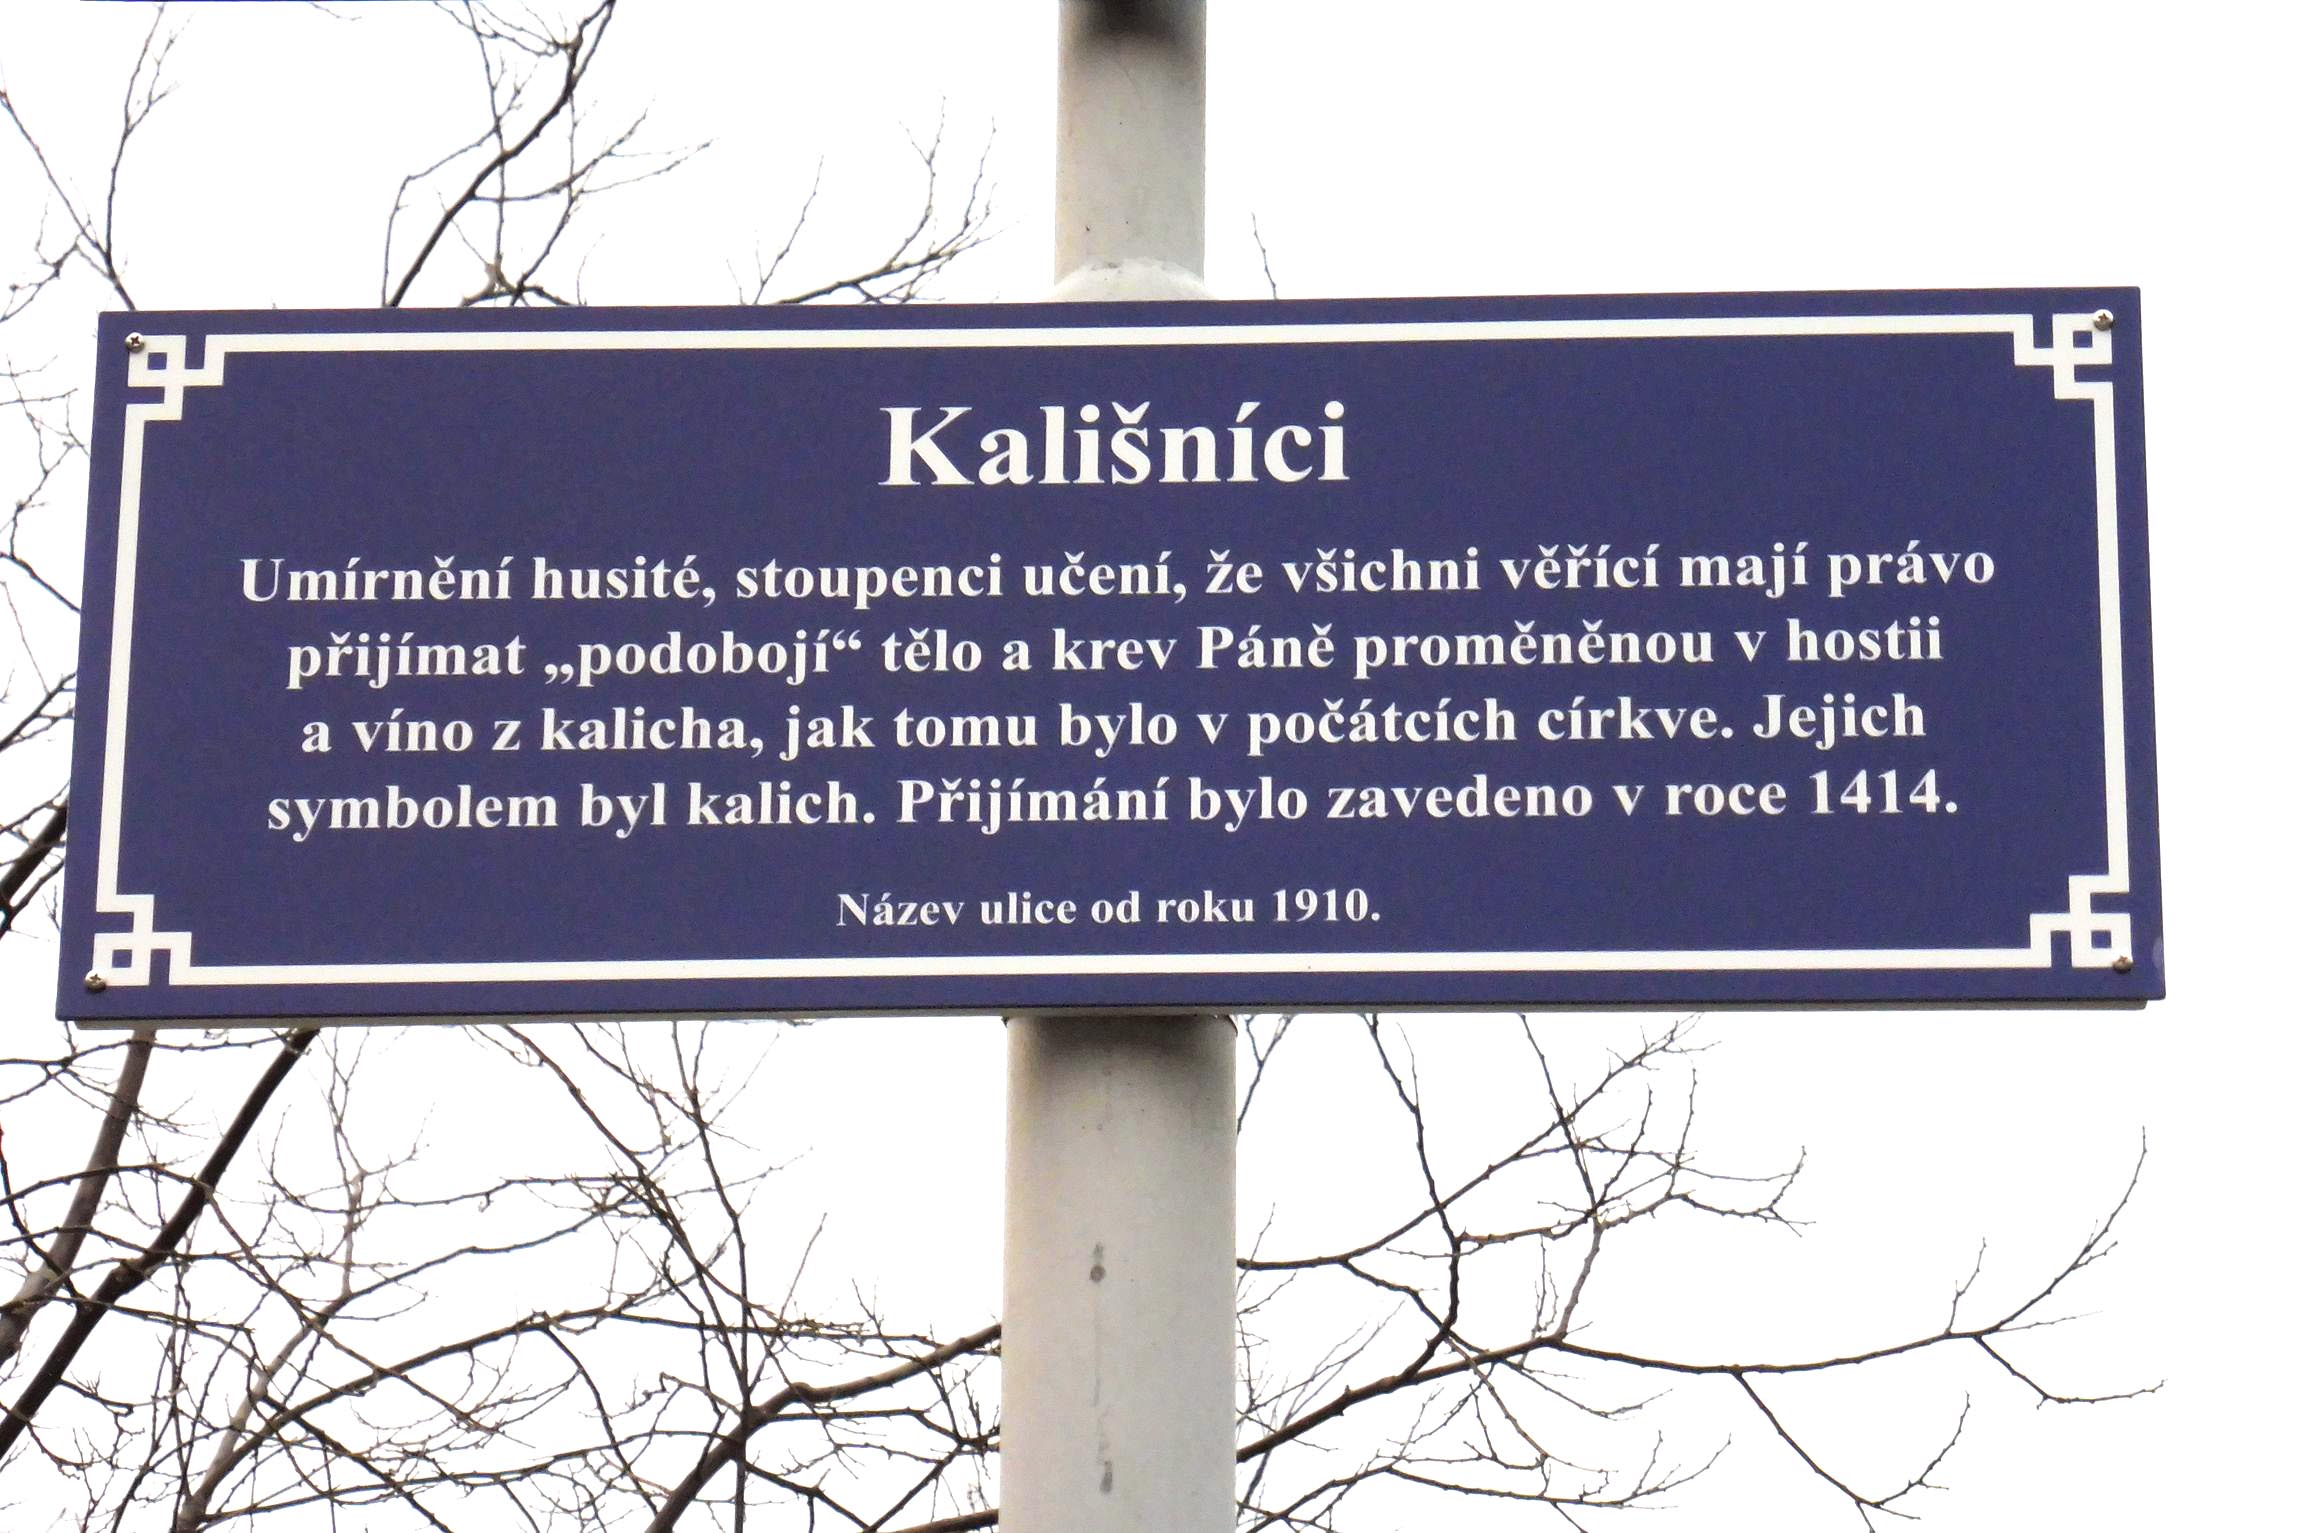 Kališníci
Umírnění husité, stoupenci učení, že všichni věřící mají právo
přijímat „podobojí“ tělo a krev Páně proměněnou v hostii
a víno z kalicha, jak tomu bylo v počátcích církve. Jejich
symbolem byl kalich. Přijímání bylo zavedeno v roce 1414.
Název ulice od roku 1910.